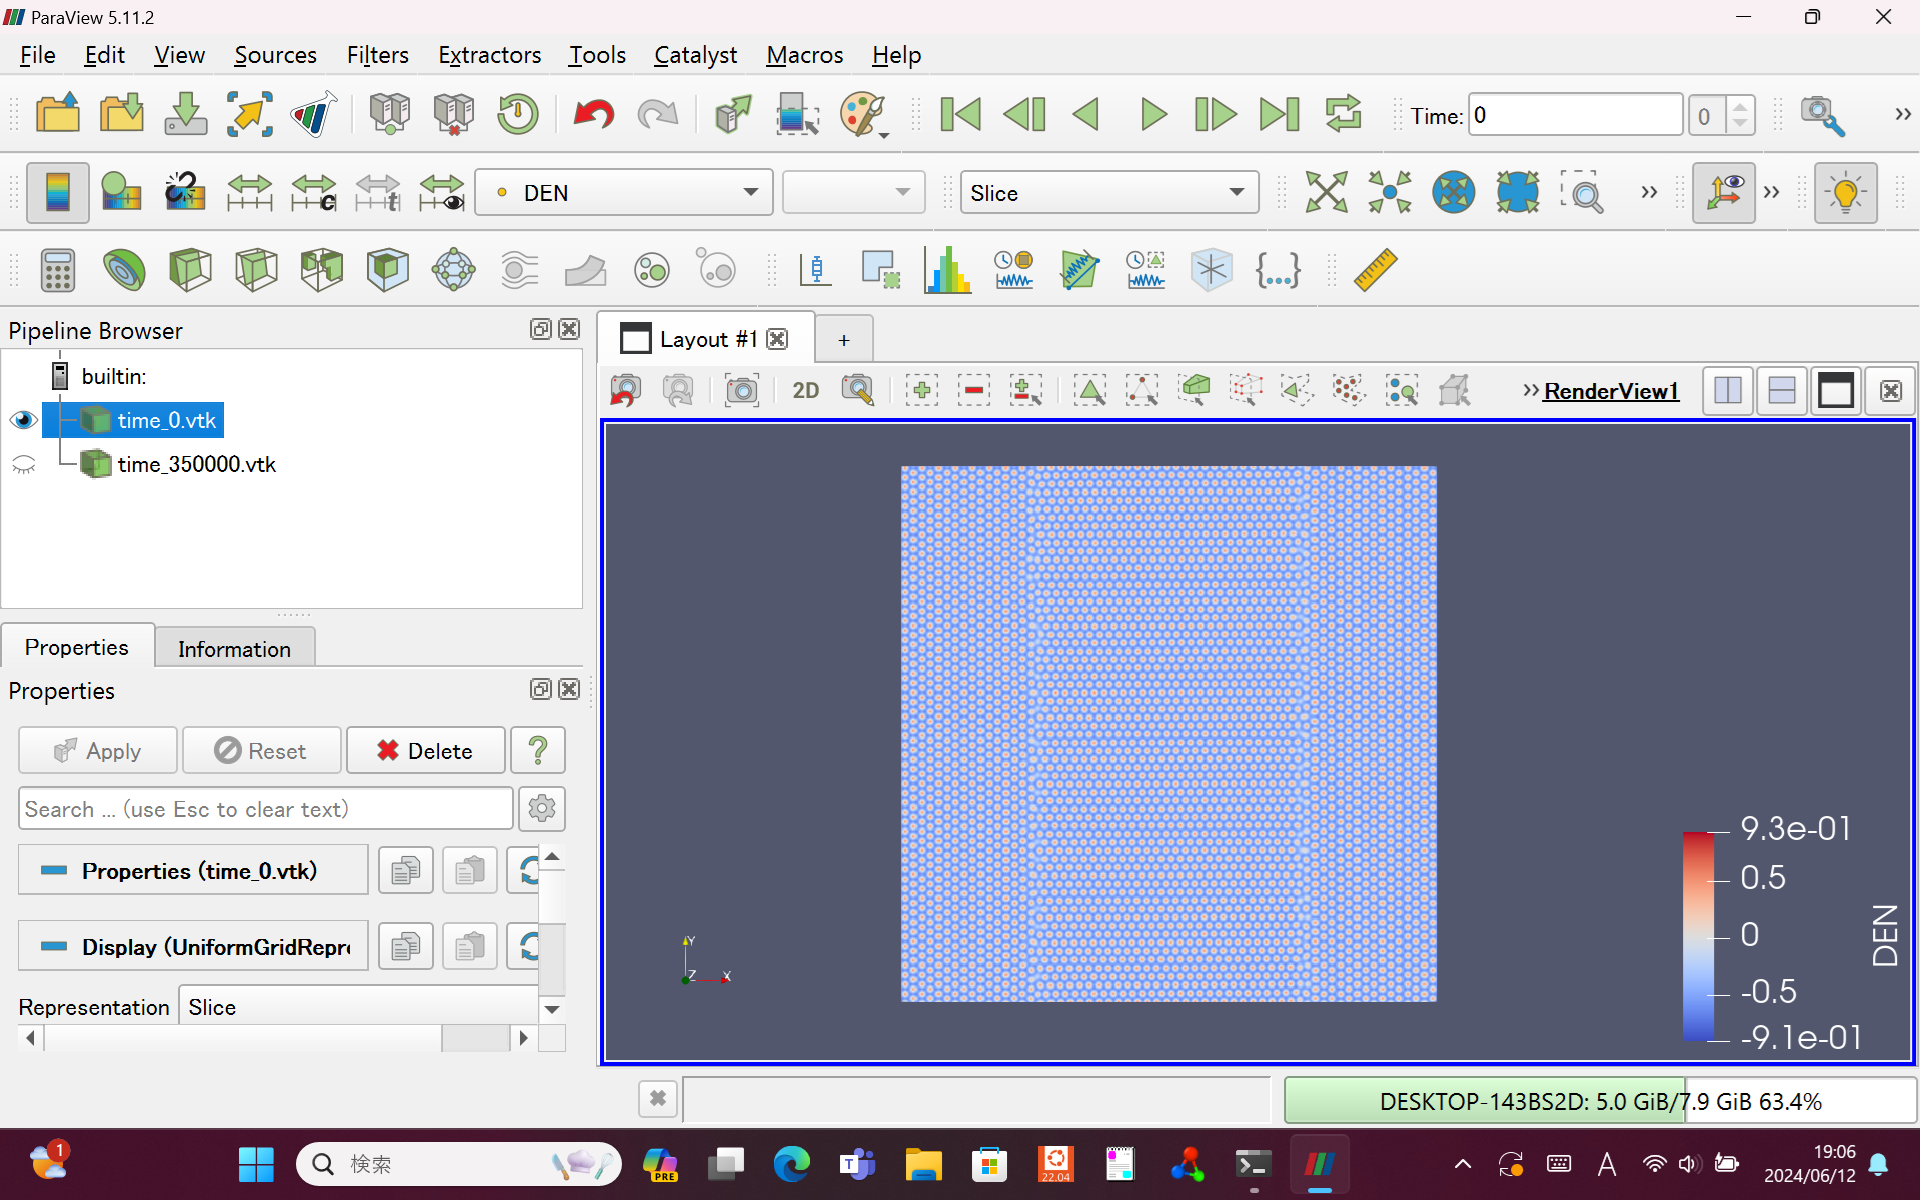 ParaView 5.11.2
File Edit View Sources Filters Extractors Tools Catalyst Macros Help
Time: 0 0
DEN Slice
Pipeline Browser
Layout #1 +
builtin:
2D RenderView1
time_0.vtk
time_350000.vtk
Properties Information
Properties
Apply Reset Delete ?
Search ... (use Esc to clear text)
Properties (time_0.vtk)
Display (UniformGridRepr
Representation Slice
9.3e-01
0.5
0
-0.5
-9.1e-01
DEN
Y
Z X
DESKTOP-143BS2D: 5.0 GiB/7.9 GiB 63.4%
1
検索
PRE
22.04
A
19:06
2024/06/12